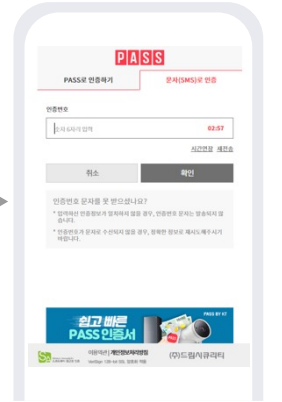 PASS
PASS로 인증하기
문자(SMS)로 인증
인증번호
숫자 6자리 입력
02:57
시간연장 재전송
취소
확인
인증번호 문자를 못 받으셨나요?
* 입력하신 인증정보가 일치하지 않을 경우, 인증번호 문자는 발송되지 않
습니다.
* 인증번호가 문자로 수신되지 않을 경우, 정확한 정보로 재시도해주시기
바랍니다.
PASS BY KT
쉽고 빠른
PASS 인증서
이용약관 | 개인정보처리방침
(주)드림시큐리티